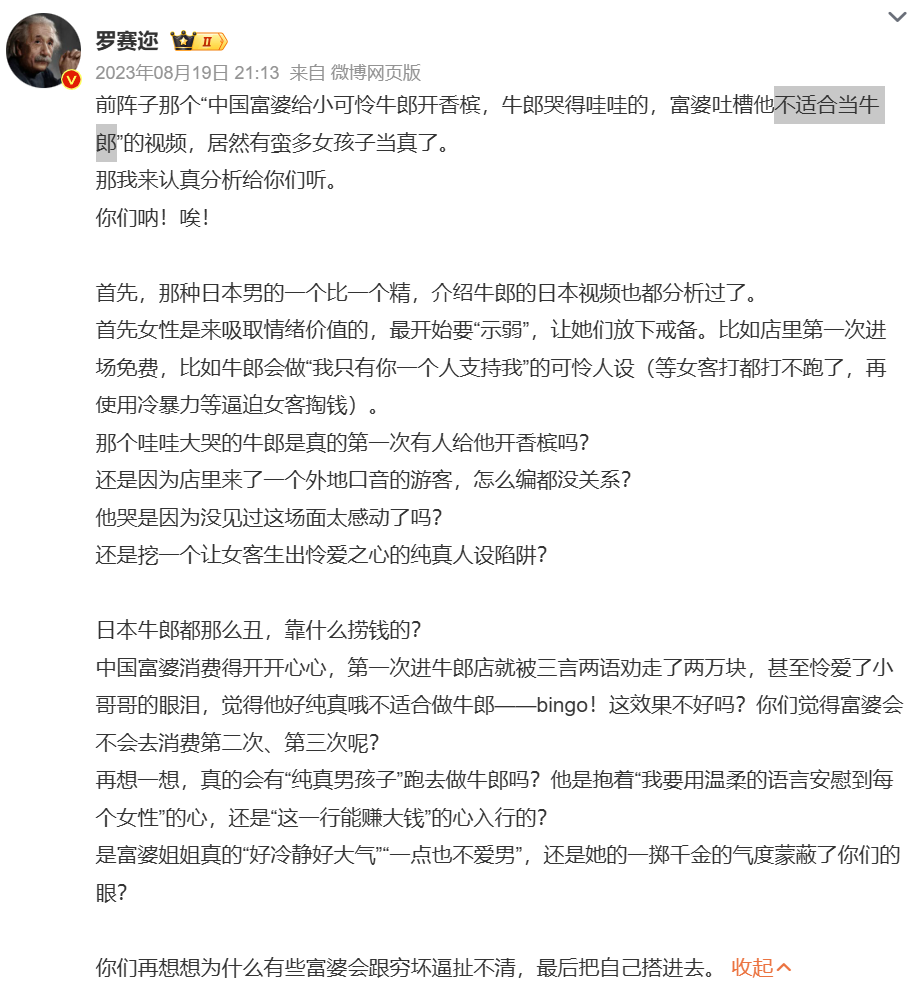 罗赛迩 II
2023年08月19日 21:13 来自 微博网页版
前阵子那个“中国富婆给小可怜牛郎开香槟，牛郎哭得哇哇的，富婆吐槽他不适合当牛
郎”的视频，居然有蛮多女孩子当真了。
那我来认真分析给你们听。
你们呐！唉！
首先，那种日本男的一个比一个精，介绍牛郎的日本视频也都分析过了。
首先女性是来吸取情绪价值的，最开始要“示弱”，让她们放下戒备。比如店里第一次进
场免费，比如牛郎会做“我只有你一个人支持我”的可怜人设（等女客打都打不跑了，再
使用冷暴力等逼迫女客掏钱）。
那个哇哇大哭的牛郎是真的第一次有人给他开香槟吗？
还是因为店里来了一个外地口音的游客，怎么编都没关系？
他哭是因为没见过这场面太感动了吗？
还是挖一个让女客生出怜爱之心的纯真人设陷阱？
日本牛郎都那么丑，靠什么捞钱的？
中国富婆消费得开开心心，第一次进牛郎店就被三言两语劝走了两万块，甚至怜爱了小
哥哥的眼泪，觉得他好纯真哦不适合做牛郎——bingo！这效果不好吗？你们觉得富婆会
不会去消费第二次、第三次呢？
再想一想，真的会有“纯真男孩子”跑去做牛郎吗？他是抱着“我要用温柔的语言安慰到每
个女性”的心，还是“这一行能赚大钱”的心入行的？
是富婆姐姐真的“好冷静好大气”“一点也不爱男”，还是她的一掷千金的气度蒙蔽了你们的
眼？
你们再想想为什么有些富婆会跟穷坏逼扯不清，最后把自己搭进去。 收起